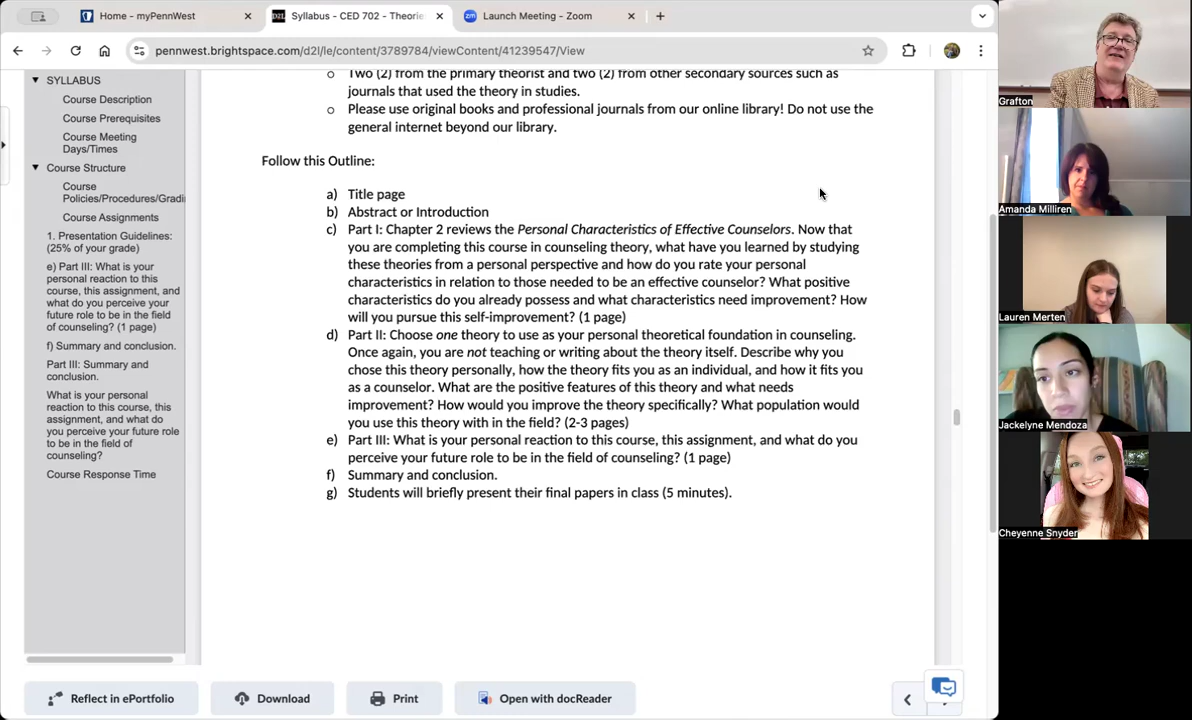 Home - myPennWest
D2L Syllabus - CED 702 - Theorie
zm Launch Meeting - Zoom
pennwest.brightspace.com/d2l/le/content/3789784/viewContent/41239547/View
SYLLABUS
Course Description
Course Prerequisites
Course Meeting
Days/Times
Course Structure
Course
Policies/Procedures/Gradi
Course Assignments
1. Presentation Guidelines:
(25% of your grade)
e) Part III: What is your
personal reaction to this
course, this assignment, and
what do you perceive your
future role to be in the field
of counseling? (1 page)
f) Summary and conclusion.
Part III: Summary and
conclusion.
What is your personal
reaction to this course, this
assignment, and what do
you perceive your future role
to be in the field of
counseling?
Course Response Time
o Two (2) from the primary theorist and two (2) from other secondary sources such as
journals that used the theory in studies.
o Please use original books and professional journals from our online library! Do not use the
general internet beyond our library.
Follow this Outline:
a) Title page
b) Abstract or Introduction
c) Part I: Chapter 2 reviews the Personal Characteristics of Effective Counselors. Now that
you are completing this course in counseling theory, what have you learned by studying
these theories from a personal perspective and how do you rate your personal
characteristics in relation to those needed to be an effective counselor? What positive
characteristics do you already possess and what characteristics need improvement? How
will you pursue this self-improvement? (1 page)
d) Part II: Choose one theory to use as your personal theoretical foundation in counseling.
Once again, you are not teaching or writing about the theory itself. Describe why you
chose this theory personally, how the theory fits you as an individual, and how it fits you
as a counselor. What are the positive features of this theory and what needs
improvement? How would you improve the theory specifically? What population would
you use this theory with in the field? (2-3 pages)
e) Part III: What is your personal reaction to this course, this assignment, and what do you
perceive your future role to be in the field of counseling? (1 page)
f) Summary and conclusion.
g) Students will briefly present their final papers in class (5 minutes).
Reflect in ePortfolio
Download
Print
Open with docReader
Grafton
Amanda Milliren
Lauren Merten
Jackelyne Mendoza
Cheyenne Snyder